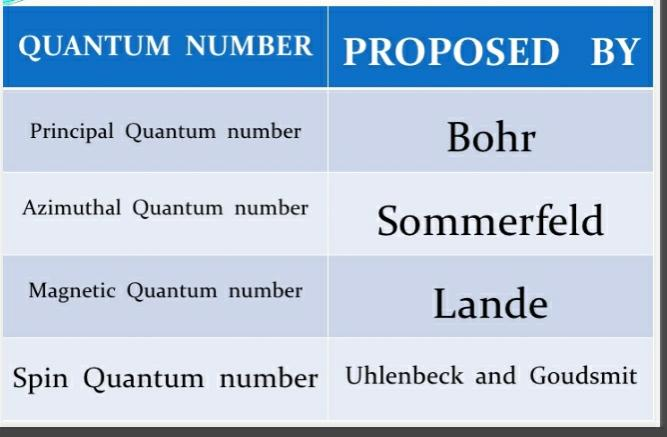 QUANTUM NUMBER PROPOSED BY
Principal Quantum number Bohr
Azimuthal Quantum number Sommerfeld
Magnetic Quantum number Lande
Spin Quantum number Uhlenbeck and Goudsmit